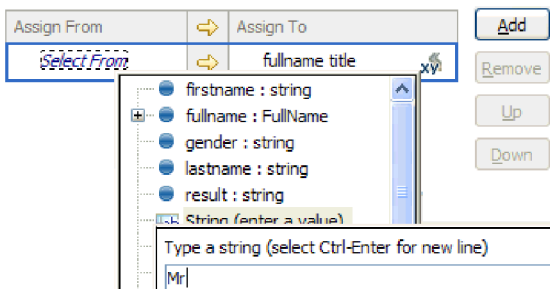 Assign From Assign To Add
Select From fullname title Remove
firstname : string
fullname : FullName Up
gender : string
lastname : string Down
result : string
String (enter a value)
Type a string (select Ctrl-Enter for new line)
Mr